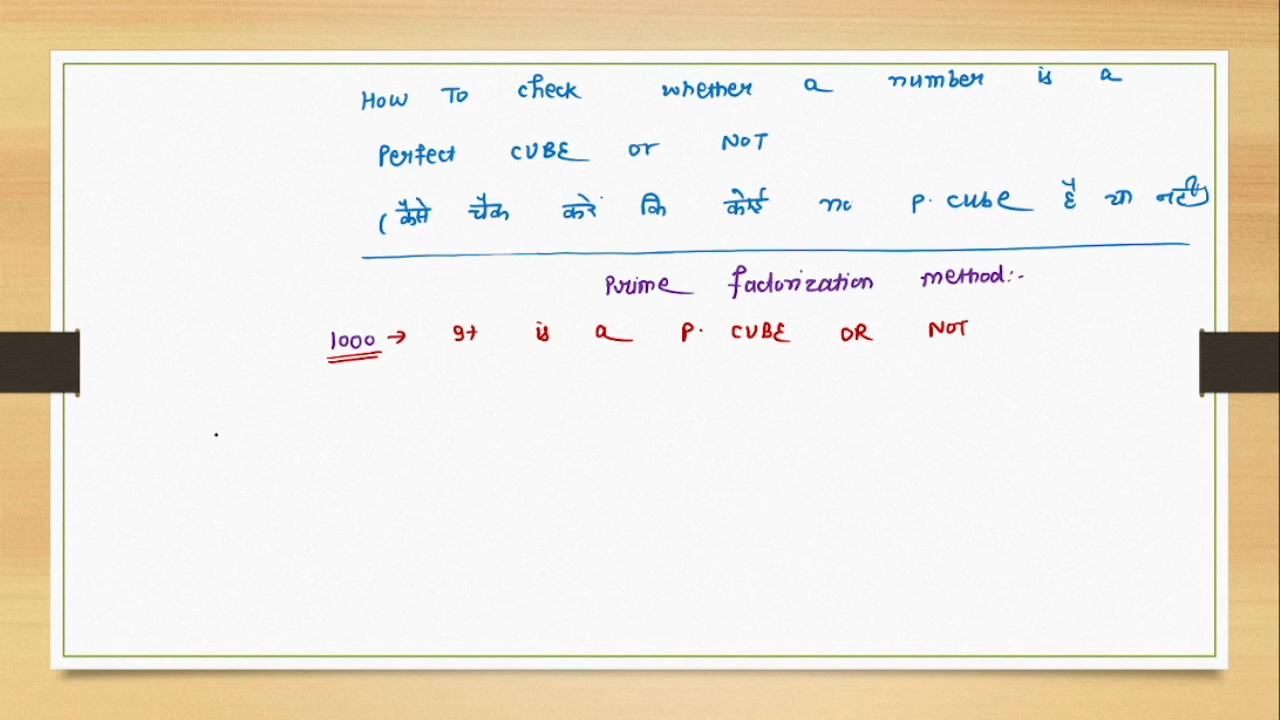 How To check whether a number is a
Perfect CUBE or NOT
(कैसे चैक करें कि कोई no p. cube है या नहीं)
Prime factorization method:-
1000 → It is a P. CUBE OR NOT